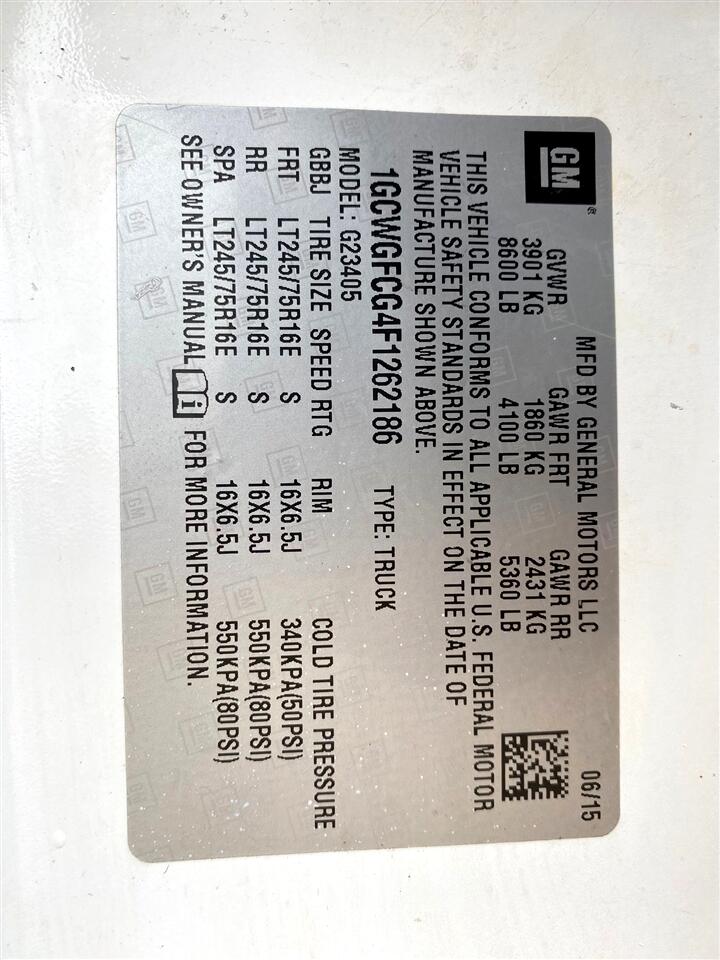 GM®
MFD BY GENERAL MOTORS LLC 06/15
GVWR GAWR FRT GAWR RR
3901 KG 1860 KG 2431 KG
8600 LB 4100 LB 5360 LB
THIS VEHICLE CONFORMS TO ALL APPLICABLE U.S. FEDERAL MOTOR
VEHICLE SAFETY STANDARDS IN EFFECT ON THE DATE OF
MANUFACTURE SHOWN ABOVE.
1GCWGFCG4F1262186 TYPE: TRUCK
MODEL: G23405
GBBJ TIRE SIZE SPEED RTG RIM COLD TIRE PRESSURE
FRT LT245/75R16E S 16X6.5J 340KPA(50PSI)
RR LT245/75R16E S 16X6.5J 550KPA(80PSI)
SPA LT245/75R16E S 16X6.5J 550KPA(80PSI)
SEE OWNER'S MANUAL i FOR MORE INFORMATION.